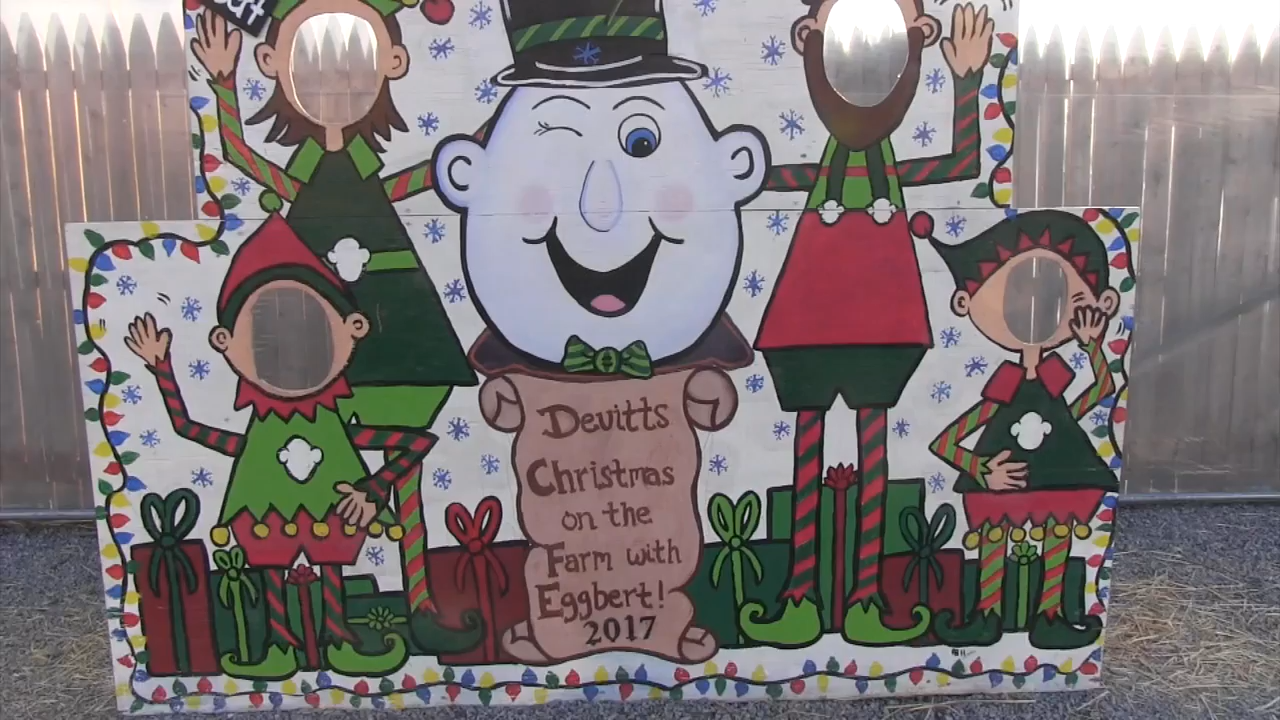 Devitts
Christmas
on the
Farm with
Eggbert!
2017